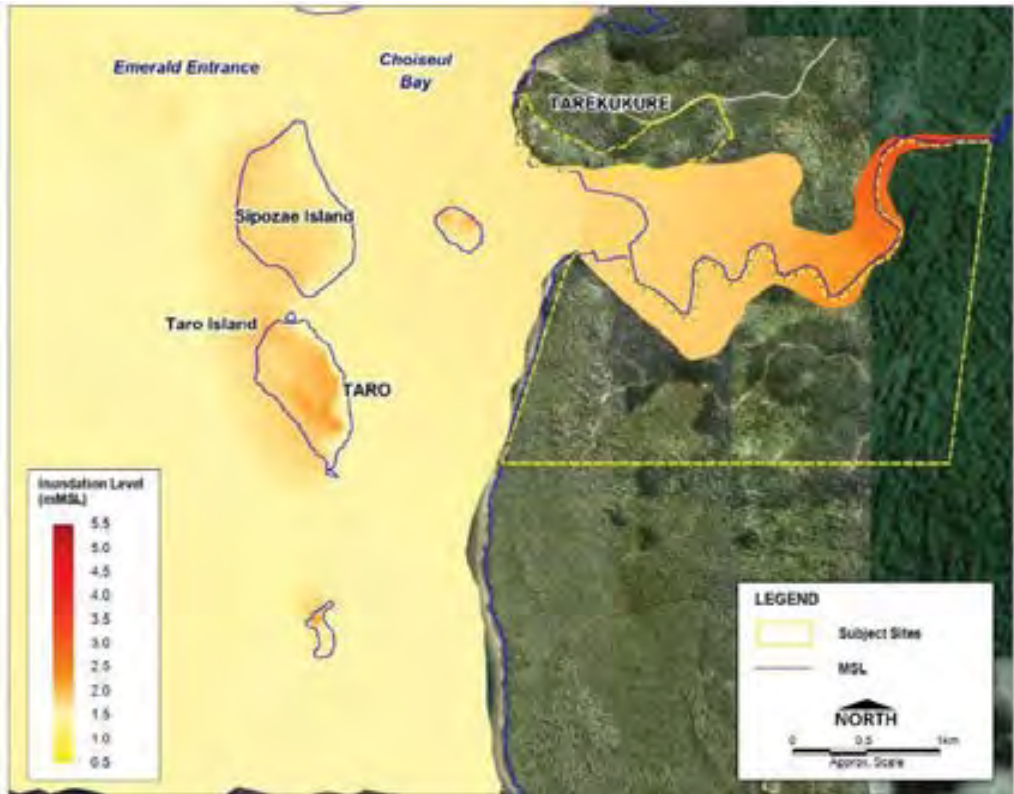 Emerald Entrance
Choiseul
Bay
TAREKUKURE
Sipozae Island
Taro Island
TARO
Inundation Level
(mMSL)
5.5
5.0
4.5
4.0
3.5
3.0
2.5
2.0
1.5
1.0
0.5
LEGEND
Subject Sites
MSL
NORTH
0 0.5 1km
Approx. Scale